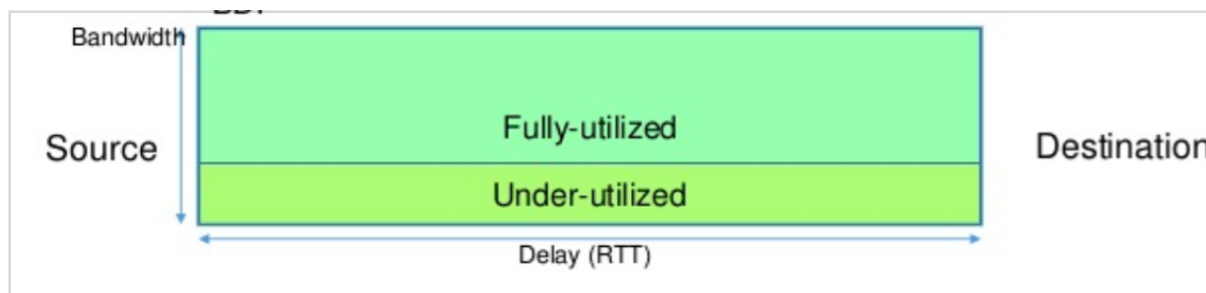 Bandwidth
Fully-utilized
Source
Destination
Under-utilized
Delay (RTT)